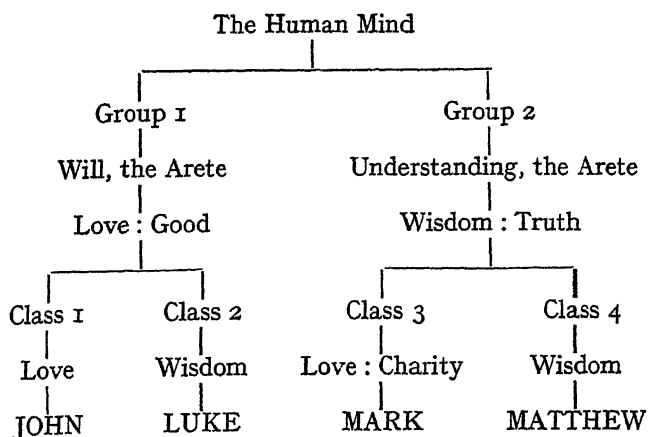 The Human Mind
Group 1 Group 2
Will, the Arete Understanding, the Arete
Love : Good Wisdom : Truth
Class 1 Class 2 Class 3 Class 4
Love Wisdom Love : Charity Wisdom
JOHN LUKE MARK MATTHEW